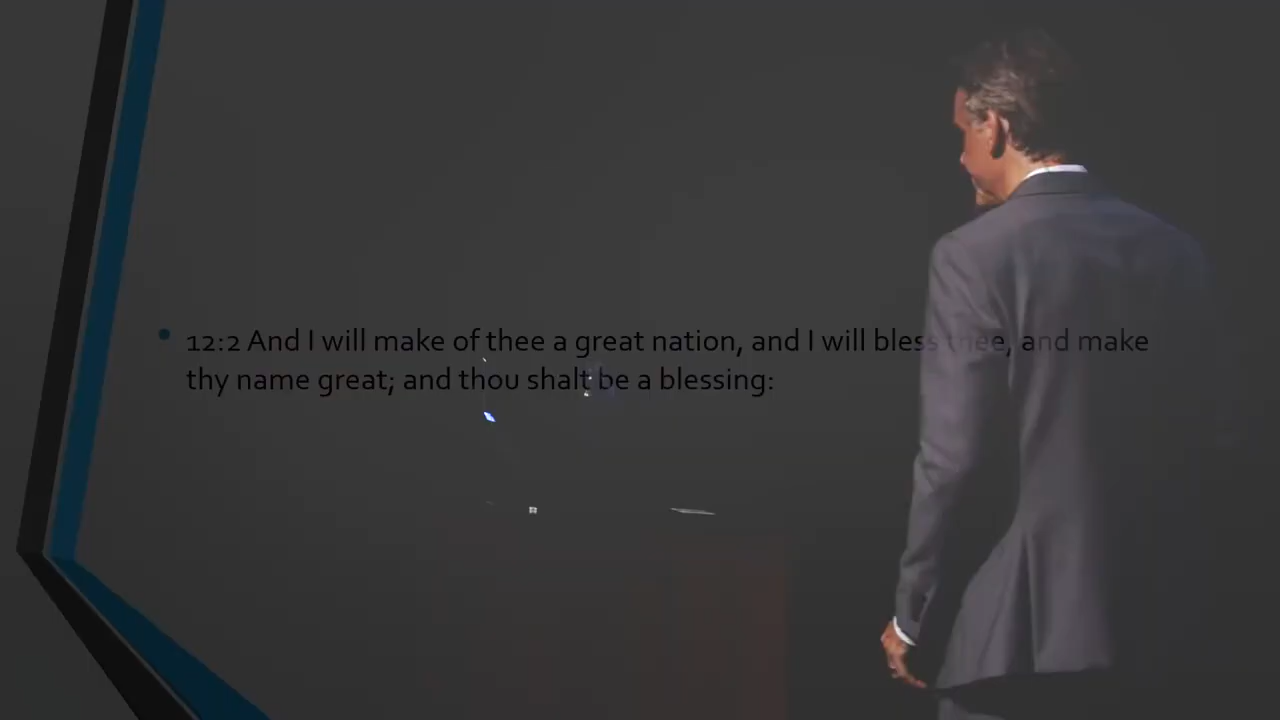 12:2 And I will make of thee a great nation, and I will bless thee, and make
thy name great; and thou shalt be a blessing: